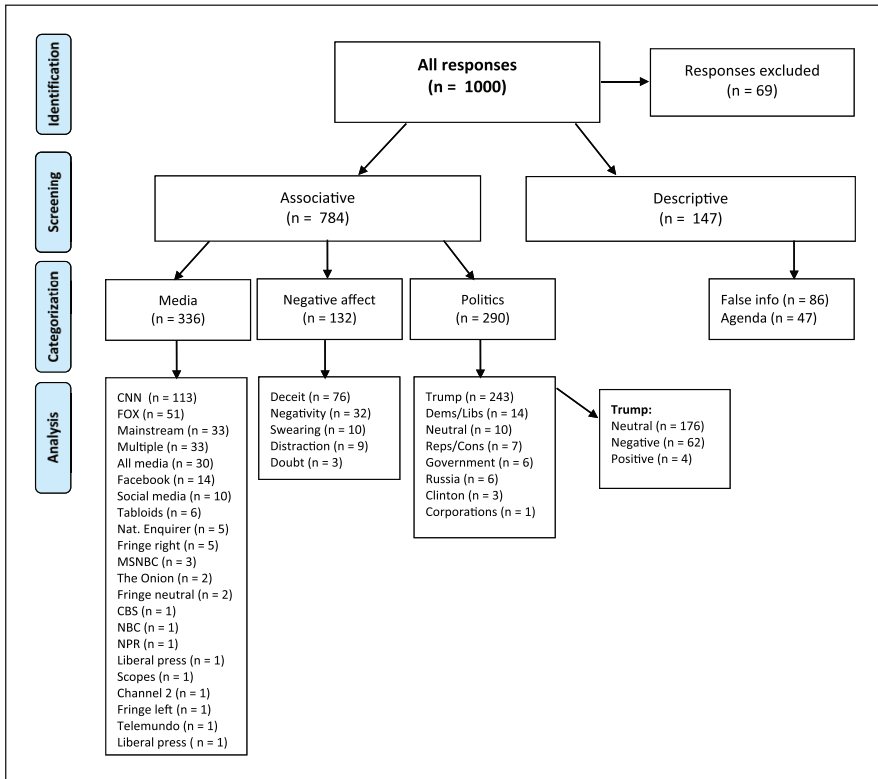 Identification
All responses
(n = 1000)
Responses excluded
(n = 69)
Screening
Associative
(n = 784)
Descriptive
(n = 147)
Categorization
Media
(n = 336)
Negative affect
(n = 132)
Politics
(n = 290)
False info (n = 86)
Agenda (n = 47)
Analysis
CNN (n = 113)
FOX (n = 51)
Mainstream (n = 33)
Multiple (n = 33)
All media (n = 30)
Facebook (n = 14)
Social media (n = 10)
Tabloids (n = 6)
Nat. Enquirer (n = 5)
Fringe right (n = 5)
MSNBC (n = 3)
The Onion (n = 2)
Fringe neutral (n = 2)
CBS (n = 1)
NBC (n = 1)
NPR (n = 1)
Liberal press (n = 1)
Scopes (n = 1)
Channel 2 (n = 1)
Fringe left (n = 1)
Telemundo (n = 1)
Liberal press ( n = 1)
Deceit (n = 76)
Negativity (n = 32)
Swearing (n = 10)
Distraction (n = 9)
Doubt (n = 3)
Trump (n = 243)
Dems/Libs (n = 14)
Neutral (n = 10)
Reps/Cons (n = 7)
Government (n = 6)
Russia (n = 6)
Clinton (n = 3)
Corporations (n = 1)
Trump:
Neutral (n = 176)
Negative (n = 62)
Positive (n = 4)